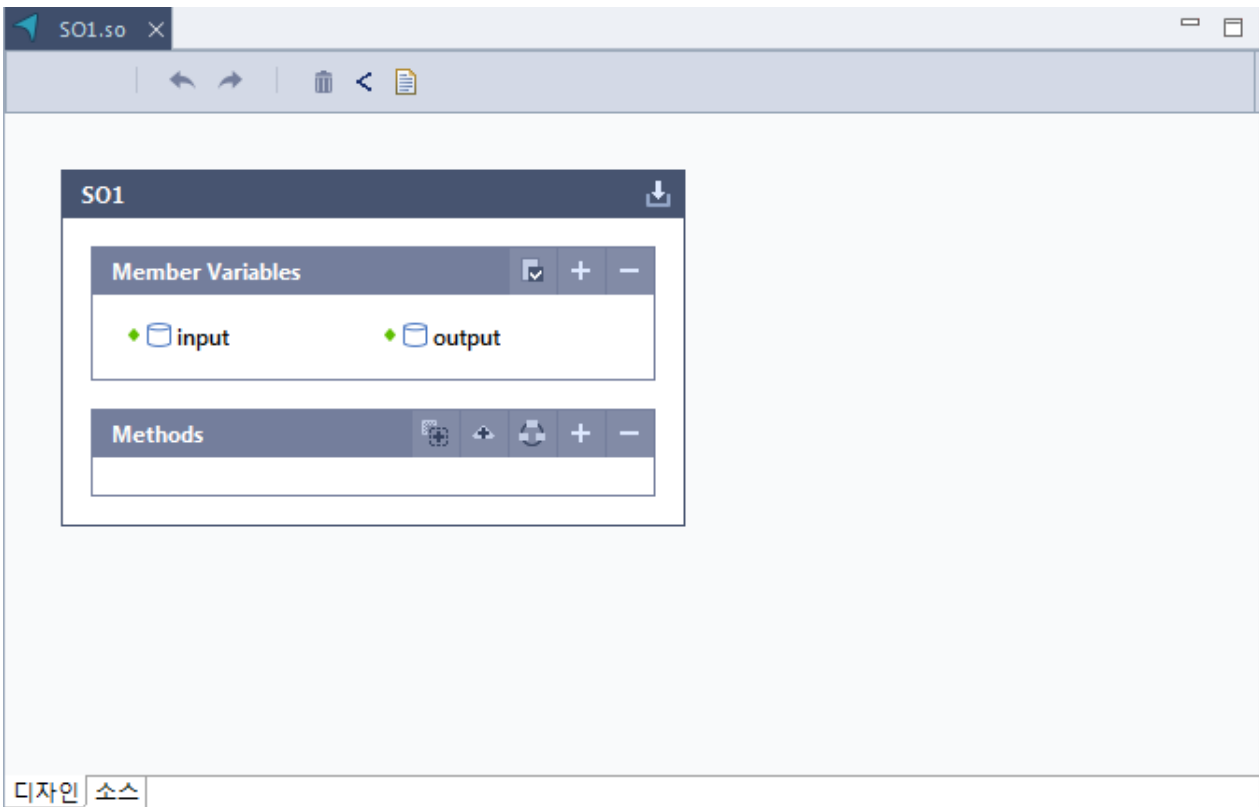 SO1.so
SO1
Member Variables
input output
Methods
디자인 소스